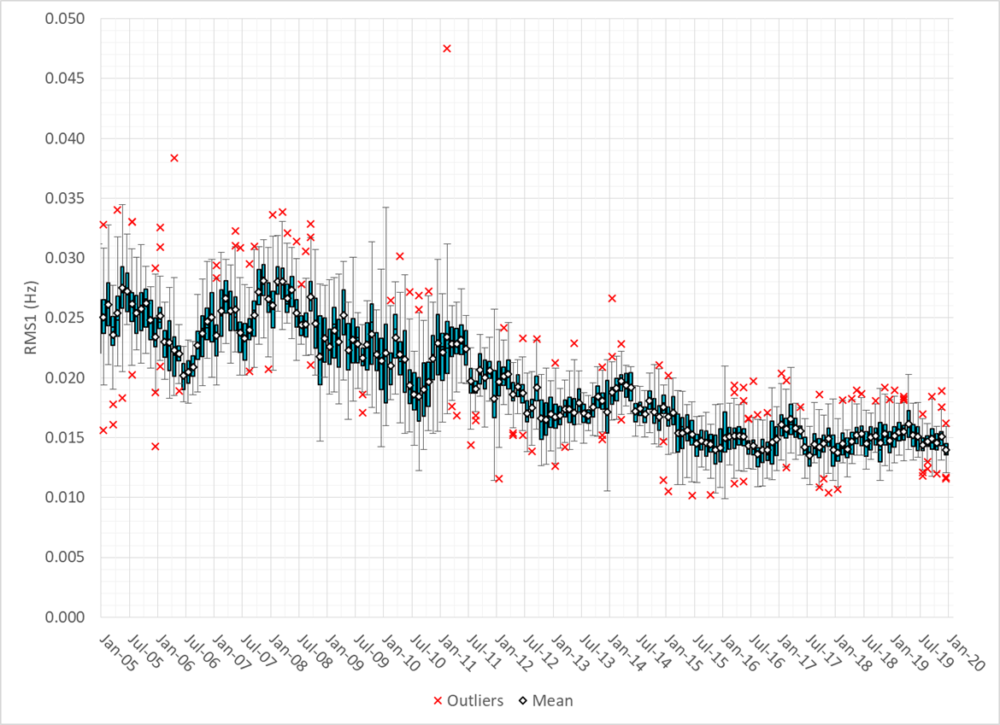 0.050
0.045
0.040
0.035
0.030
0.025
0.020
0.015
0.010
0.005
0.000
RMS1 (Hz)
Jan-05
Jul-05
Jan-06
Jul-06
Jan-07
Jul-07
Jan-08
Jul-08
Jan-09
Jul-09
Jan-10
Jul-10
Jan-11
Jul-11
Jan-12
Jul-12
Jan-13
Jul-13
Jan-14
Jul-14
Jan-15
Jul-15
Jan-16
Jul-16
Jan-17
Jul-17
Jan-18
Jul-18
Jan-19
Jul-19
Jan-20
Outliers Mean